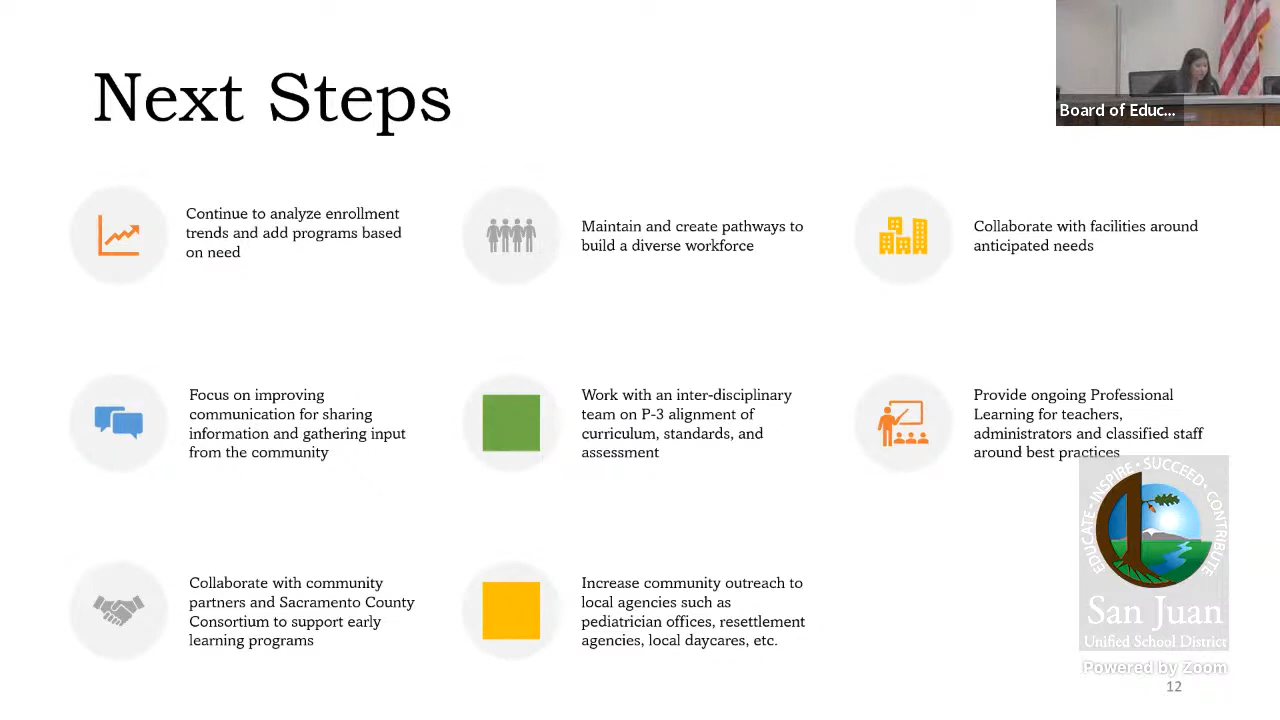 Next Steps
Board of Educ...
Continue to analyze enrollment
trends and add programs based
on need
Maintain and create pathways to
build a diverse workforce
Collaborate with facilities around
anticipated needs
Focus on improving
communication for sharing
information and gathering input
from the community
Work with an inter-disciplinary
team on P-3 alignment of
curriculum, standards, and
assessment
Provide ongoing Professional
Learning for teachers,
administrators and classified staff
around best practices
Collaborate with community
partners and Sacramento County
Consortium to support early
learning programs
Increase community outreach to
local agencies such as
pediatrician offices, resettlement
agencies, local daycares, etc.
EDUCATE • INSPIRE • SUCCEED • CONTRIBUTE
San Juan
Unified School District
Powered by Zoom
12